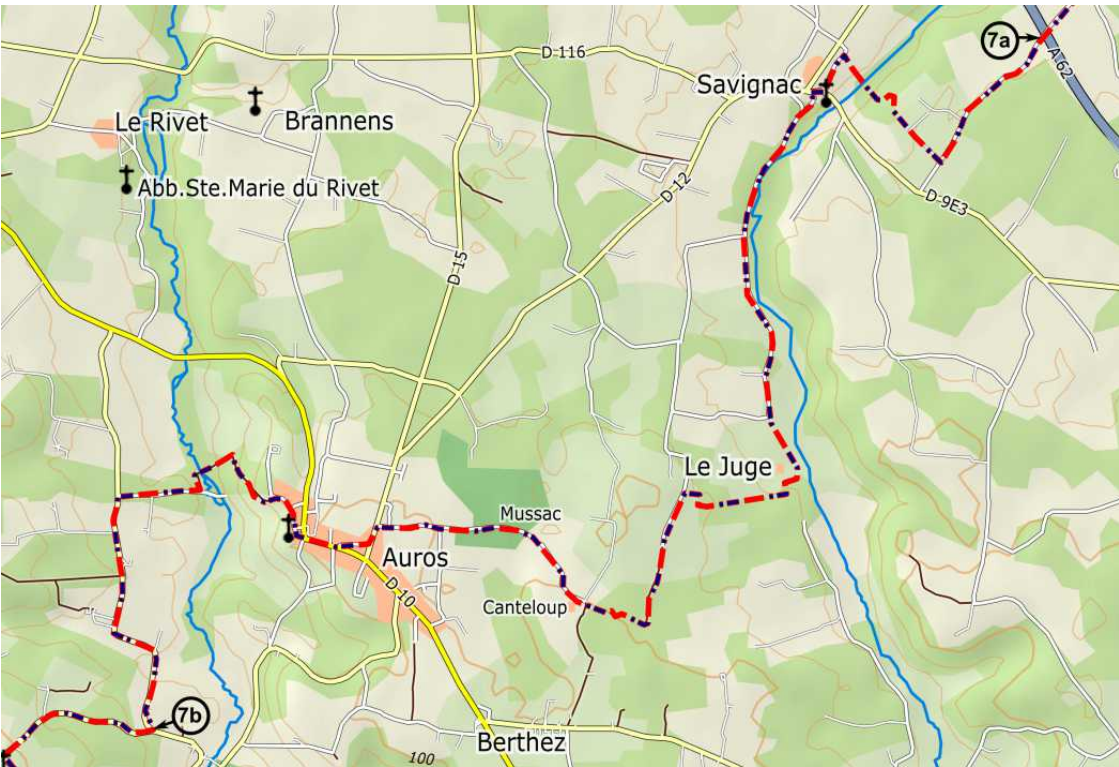 7a
A 62
D 116
Savignac
Le Rivet
Brannens
Abb.Ste.Marie du Rivet
D 12
D 9E3
D 15
Le Juge
Mussac
Auros
D 10
Canteloup
7b
Berthez
100